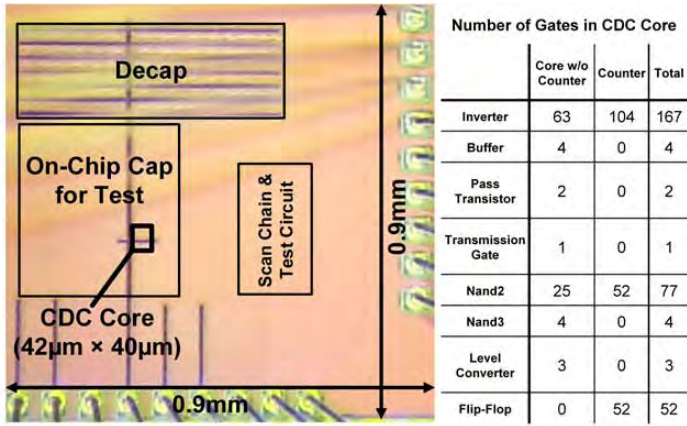 Decap
On-Chip Cap
for Test
Scan Chain &
Test Circuit
0.9mm
CDC Core
(42µm × 40µm)
0.9mm
Number of Gates in CDC Core
Core w/o
Counter Counter Total
Inverter 63 104 167
Buffer 4 0 4
Pass
Transistor 2 0 2
Transmission
Gate 1 0 1
Nand2 25 52 77
Nand3 4 0 4
Level
Converter 3 0 3
Flip-Flop 0 52 52